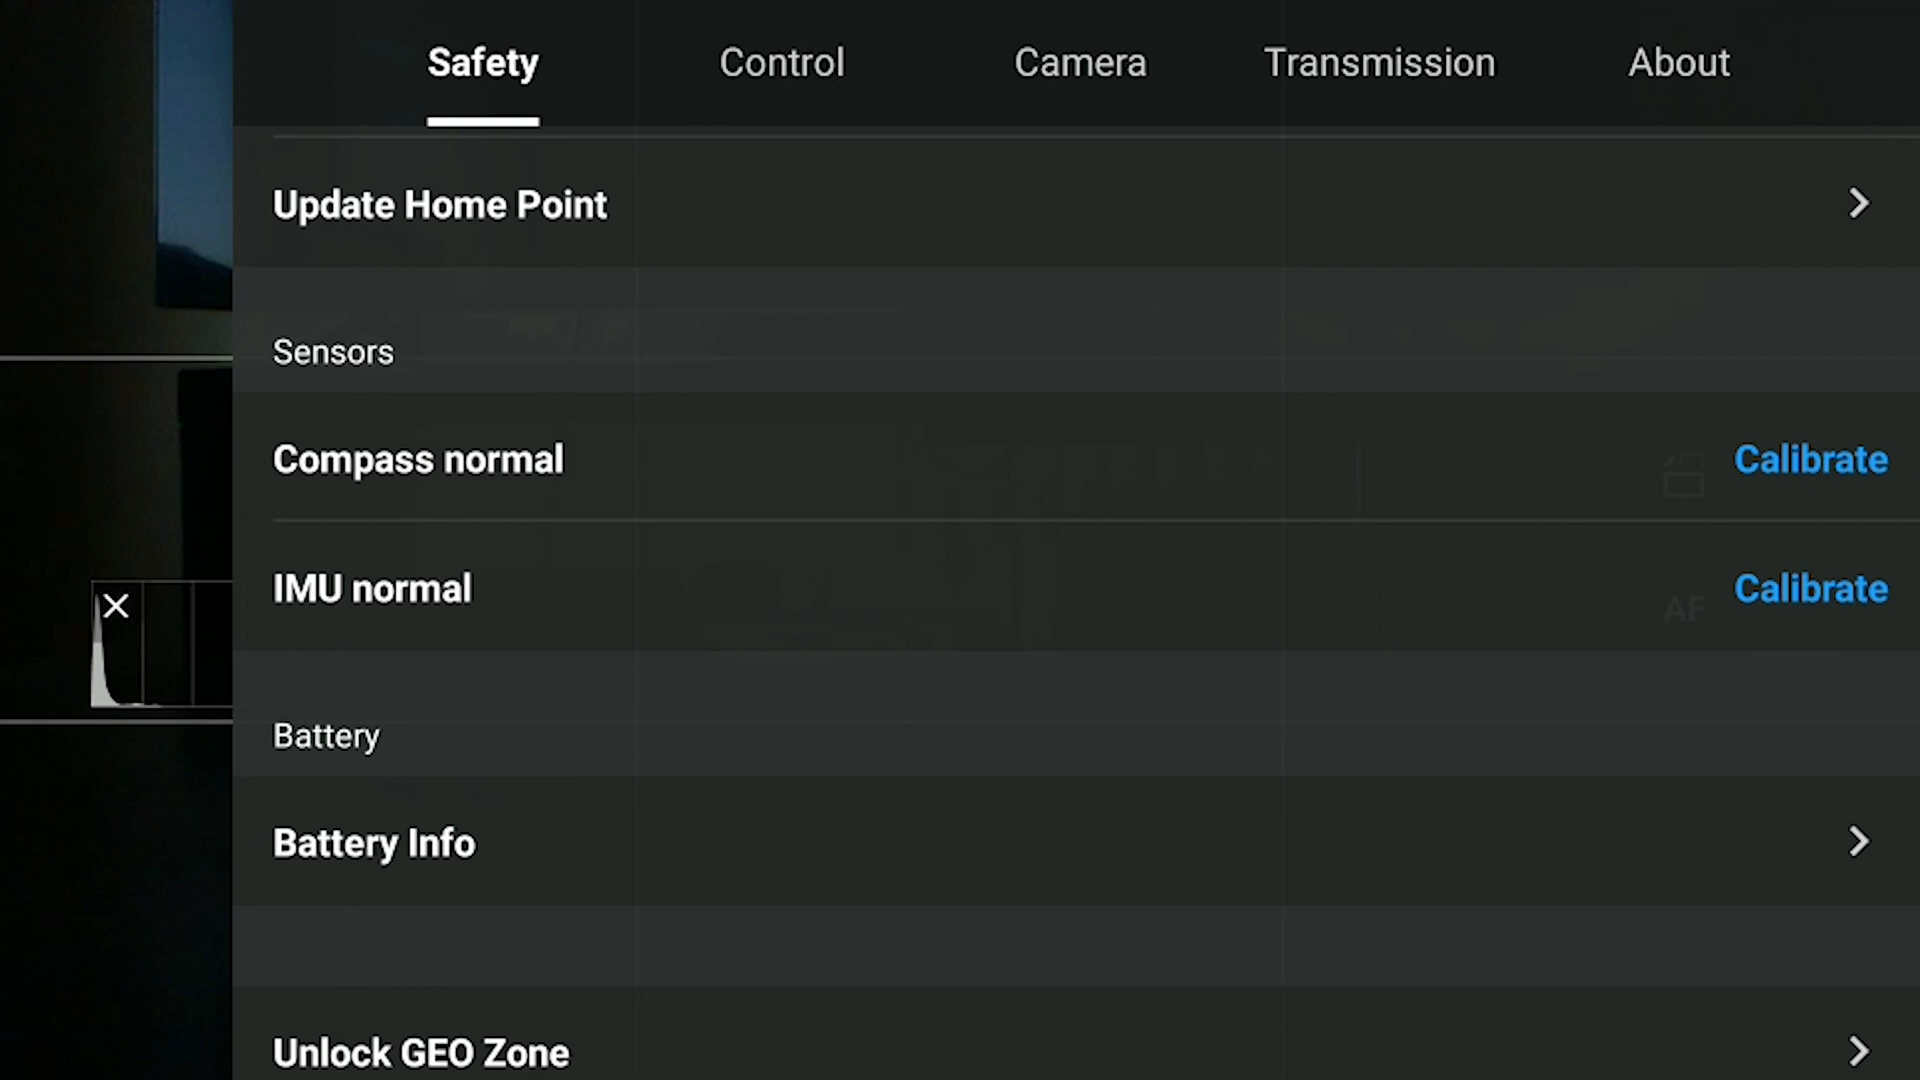 Safety Control Camera Transmission About
Update Home Point
Sensors
Compass normal Calibrate
IMU normal Calibrate
AF
Battery
Battery Info
Unlock GEO Zone